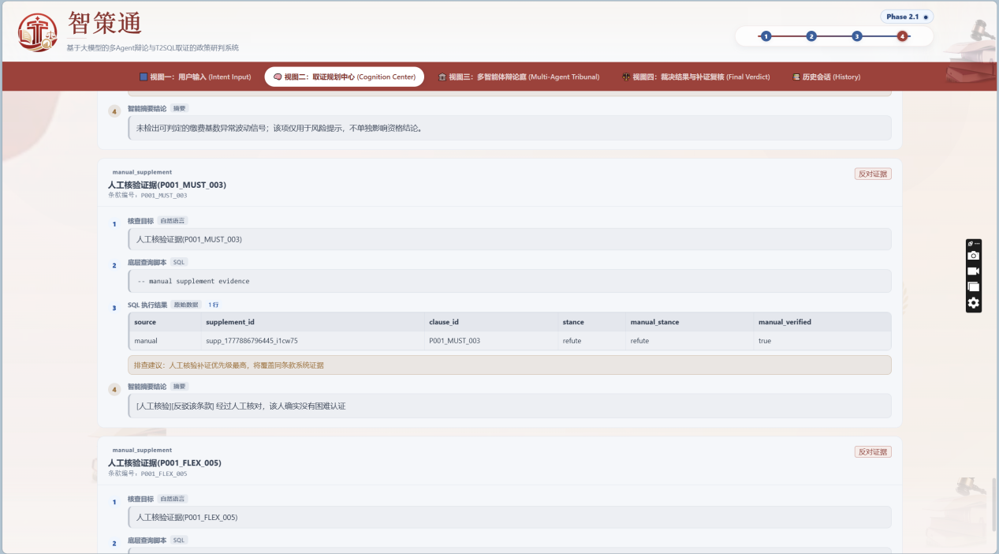 智策通
基于大模型的多Agent辩论与T2SQL取证的政策研判系统
Phase 2.1
1 2 3 4
视图一：用户输入 (Intent Input)
视图二：取证规划中心 (Cognition Center)
视图三：多智能体辩论庭 (Multi-Agent Tribunal)
视图四：裁决结果与补证复核 (Final Verdict)
历史会话 (History)
4 智能摘要结论 摘要
未检出可判定的缴费基数异常波动信号；该项仅用于风险提示，不单独影响资格结论。
manual_supplement
人工核验证据(P001_MUST_003)
反对证据
条款编号：P001_MUST_003
1 核查目标 自然语言
人工核验证据(P001_MUST_003)
2 底层查询脚本 SQL
-- manual supplement evidence
3 SQL 执行结果 原始数据 1 行
source supplement_id clause_id stance manual_stance manual_verified
manual supp_1777886796445_i1cw75 P001_MUST_003 refute refute true
排查建议：人工核验补证优先级最高，将覆盖同条款系统证据
4 智能摘要结论 摘要
[人工核验][反驳该条款] 经过人工核对，该人确实没有困难认证
manual_supplement
人工核验证据(P001_FLEX_005)
反对证据
条款编号：P001_FLEX_005
1 核查目标 自然语言
人工核验证据(P001_FLEX_005)
2 底层查询脚本 SQL